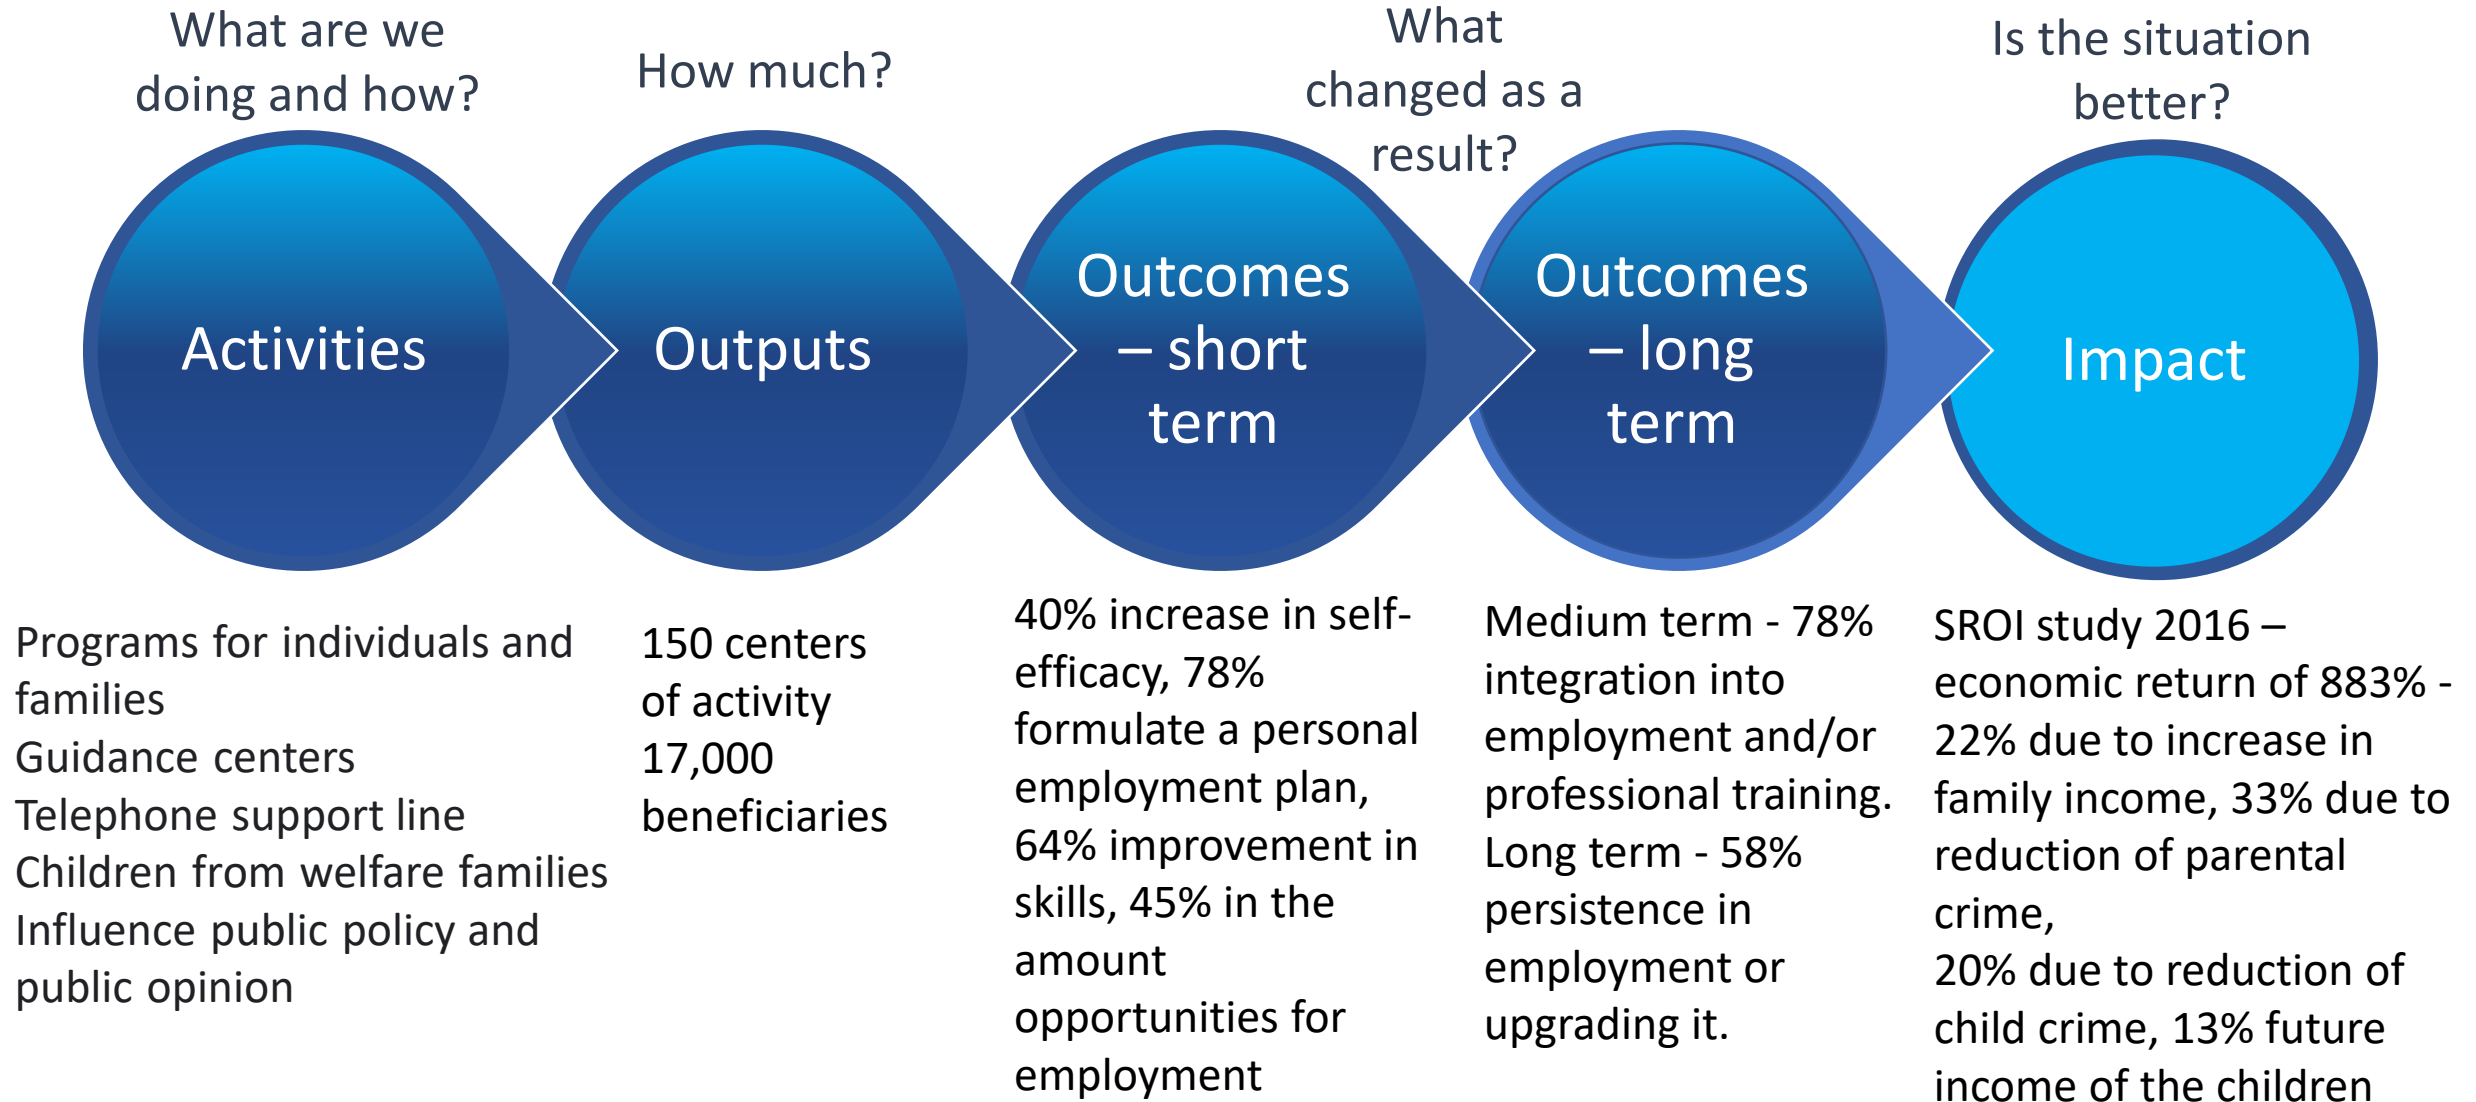 What are we
doing and how?
How much?
What
changed as a
result?
Is the situation
better?
Activities
Outputs
Outcomes
– short
term
Outcomes
– long
term
Impact
Programs for individuals and
families
Guidance centers
Telephone support line
Children from welfare families
Influence public policy and
public opinion
150 centers
of activity
17,000
beneficiaries
40% increase in self-
efficacy, 78%
formulate a personal
employment plan,
64% improvement in
skills, 45% in the
amount
opportunities for
employment
Medium term - 78%
integration into
employment and/or
professional training.
Long term - 58%
persistence in
employment or
upgrading it.
SROI study 2016 –
economic return of 883% -
22% due to increase in
family income, 33% due to
reduction of parental
crime,
20% due to reduction of
child crime, 13% future
income of the children